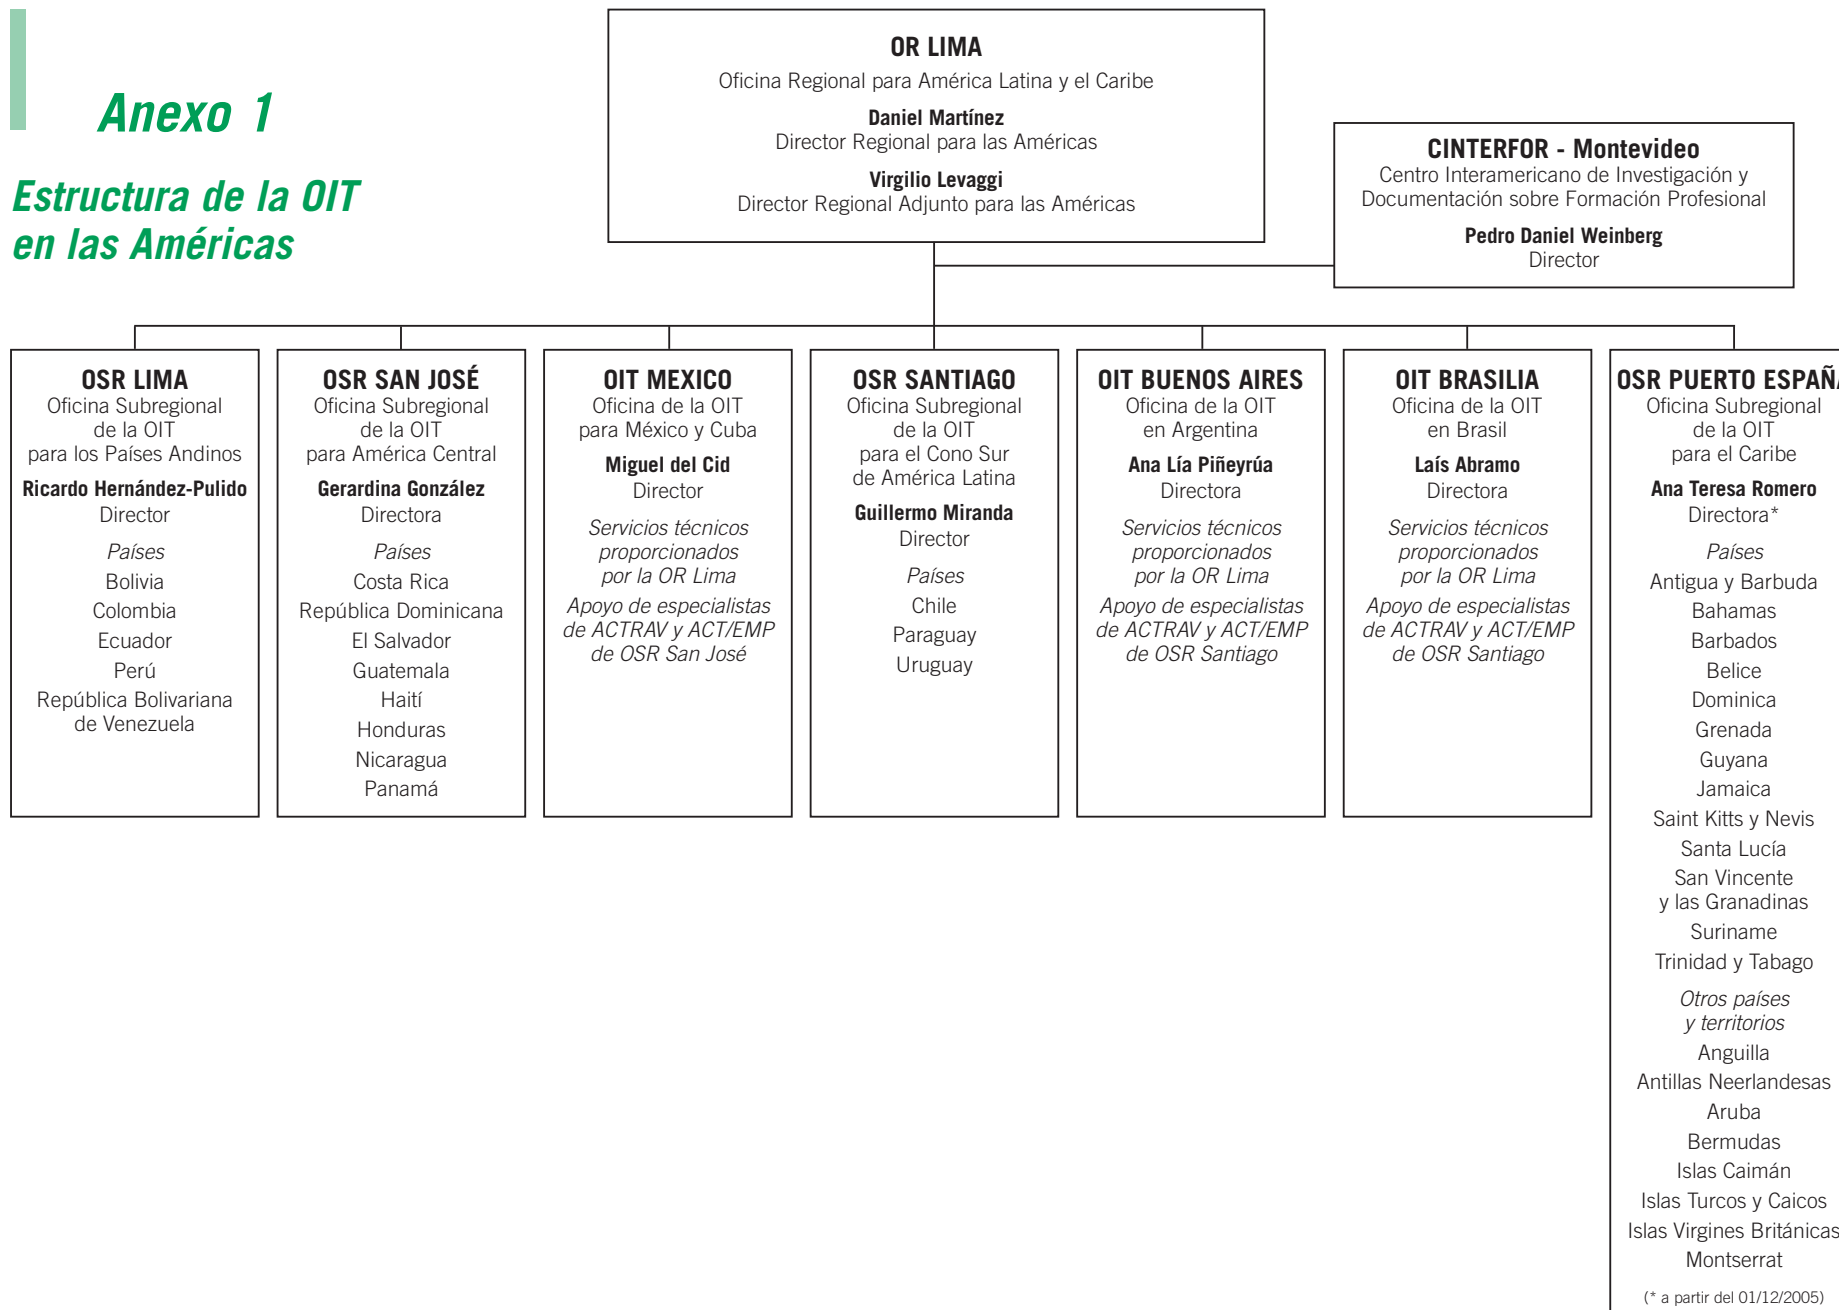 Anexo 1
Estructura de la OIT
en las Américas
OR LIMA
Oficina Regional para América Latina y el Caribe
Daniel Martínez
Director Regional para las Américas
Virgilio Levaggi
Director Regional Adjunto para las Américas
CINTERFOR - Montevideo
Centro Interamericano de Investigación y
Documentación sobre Formación Profesional
Pedro Daniel Weinberg
Director
OSR LIMA
Oficina Subregional
de la OIT
para los Países Andinos
Ricardo Hernández-Pulido
Director
Países
Bolivia
Colombia
Ecuador
Perú
República Bolivariana
de Venezuela
OSR SAN JOSÉ
Oficina Subregional
de la OIT
para América Central
Gerardina González
Directora
Países
Costa Rica
República Dominicana
El Salvador
Guatemala
Haití
Honduras
Nicaragua
Panamá
OIT MEXICO
Oficina de la OIT
para México y Cuba
Miguel del Cid
Director
Servicios técnicos
proporcionados
por la OR Lima
Apoyo de especialistas
de ACTRAV y ACT/EMP
de OSR San José
OSR SANTIAGO
Oficina Subregional
de la OIT
para el Cono Sur
de América Latina
Guillermo Miranda
Director
Países
Chile
Paraguay
Uruguay
OIT BUENOS AIRES
Oficina de la OIT
en Argentina
Ana Lía Piñeyrúa
Directora
Servicios técnicos
proporcionados
por la OR Lima
Apoyo de especialistas
de ACTRAV y ACT/EMP
de OSR Santiago
OIT BRASILIA
Oficina de la OIT
en Brasil
Laís Abramo
Directora
Servicios técnicos
proporcionados
por la OR Lima
Apoyo de especialistas
de ACTRAV y ACT/EMP
de OSR Santiago
OSR PUERTO ESPAÑA
Oficina Subregional
de la OIT
para el Caribe
Ana Teresa Romero
Directora*
Países
Antigua y Barbuda
Bahamas
Barbados
Belice
Dominica
Grenada
Guyana
Jamaica
Saint Kitts y Nevis
Santa Lucía
San Vincente
y las Granadinas
Suriname
Trinidad y Tabago
Otros países
y territorios
Anguilla
Antillas Neerlandesas
Aruba
Bermudas
Islas Caimán
Islas Turcos y Caicos
Islas Virgines Británicas
Montserrat
(* a partir del 01/12/2005)